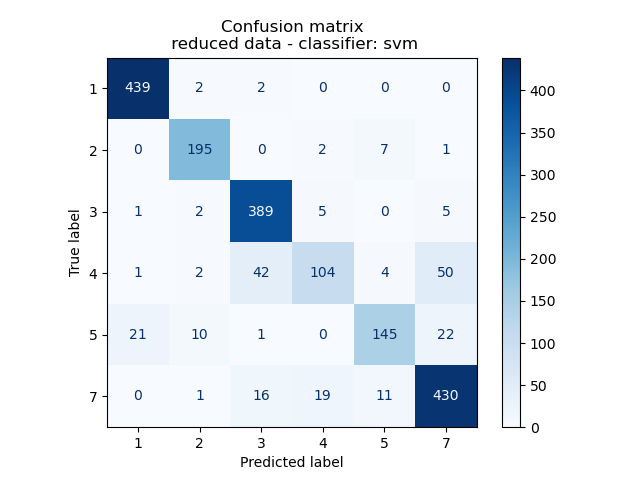 Confusion matrix
reduced data - classifier: svm
True label
1 439 2 2 0 0 0
2 0 195 0 2 7 1
3 1 2 389 5 0 5
4 1 2 42 104 4 50
5 21 10 1 0 145 22
7 0 1 16 19 11 430
1 2 3 4 5 7
Predicted label
400
350
300
250
200
150
100
50
0